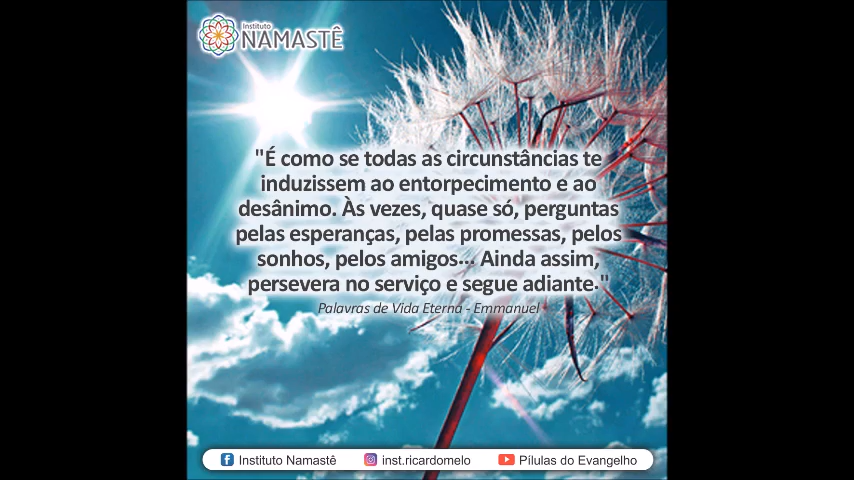 Instituto
NAMASTÊ
"É como se todas as circunstâncias te
induzissem ao entorpecimento e ao
desânimo. Às vezes, quase só, perguntas
pelas esperanças, pelas promessas, pelos
sonhos, pelos amigos... Ainda assim,
persevera no serviço e segue adiante."
Palavras de Vida Eterna - Emmanuel
Instituto Namastê inst.ricardomelo Pílulas do Evangelho